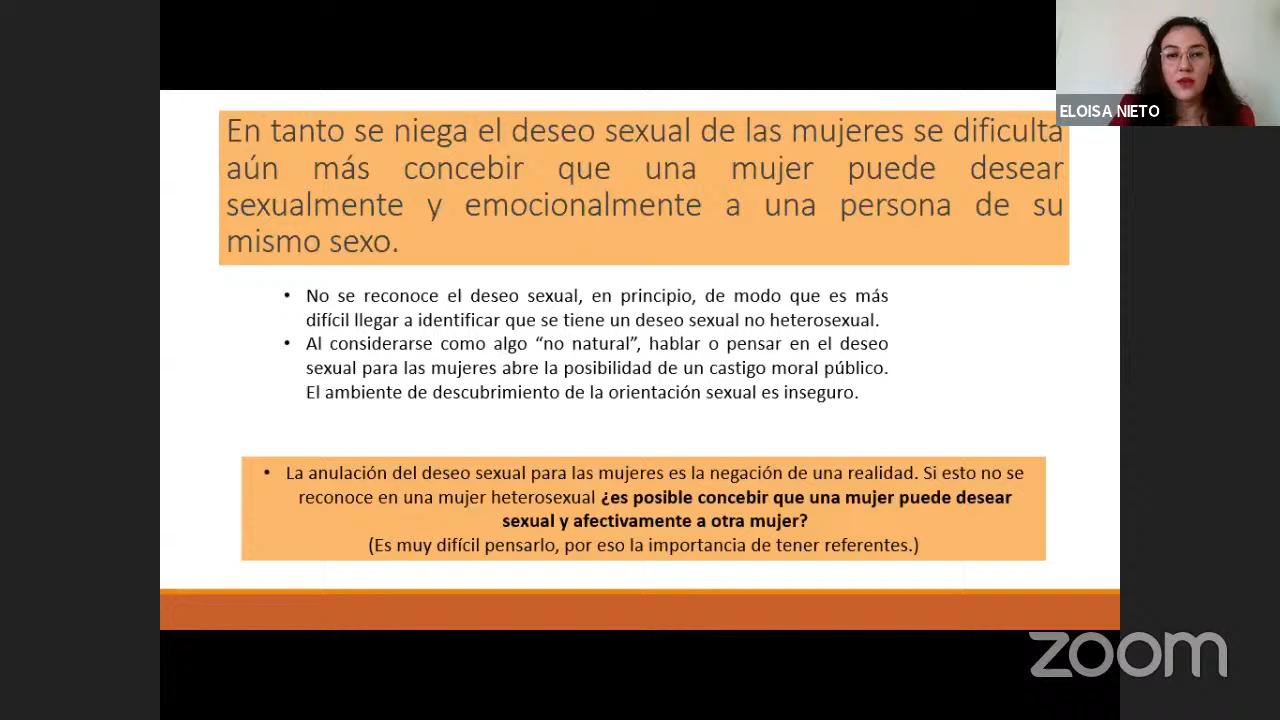 ELOISA NIETO
En tanto se niega el deseo sexual de las mujeres se dificulta
aún más concebir que una mujer puede desear
sexualmente y emocionalmente a una persona de su
mismo sexo.
• No se reconoce el deseo sexual, en principio, de modo que es más
difícil llegar a identificar que se tiene un deseo sexual no heterosexual.
• Al considerarse como algo “no natural”, hablar o pensar en el deseo
sexual para las mujeres abre la posibilidad de un castigo moral público.
El ambiente de descubrimiento de la orientación sexual es inseguro.
• La anulación del deseo sexual para las mujeres es la negación de una realidad. Si esto no se
reconoce en una mujer heterosexual ¿es posible concebir que una mujer puede desear
sexual y afectivamente a otra mujer?
(Es muy difícil pensarlo, por eso la importancia de tener referentes.)
zoom